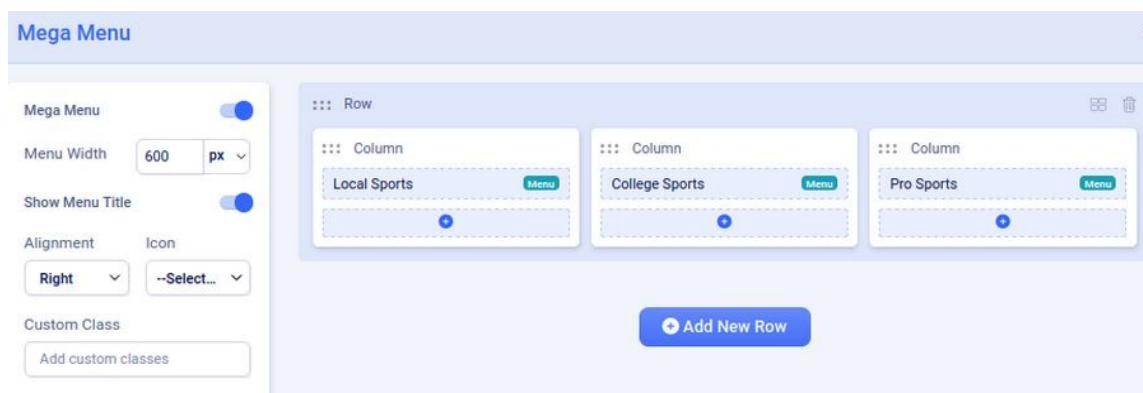 Mega Menu
Mega Menu
Menu Width 600 px
Show Menu Title
Alignment Icon
Right --Select...
Custom Class
Add custom classes
Row
Column Column Column
Local Sports Menu College Sports Menu Pro Sports Menu
Add New Row